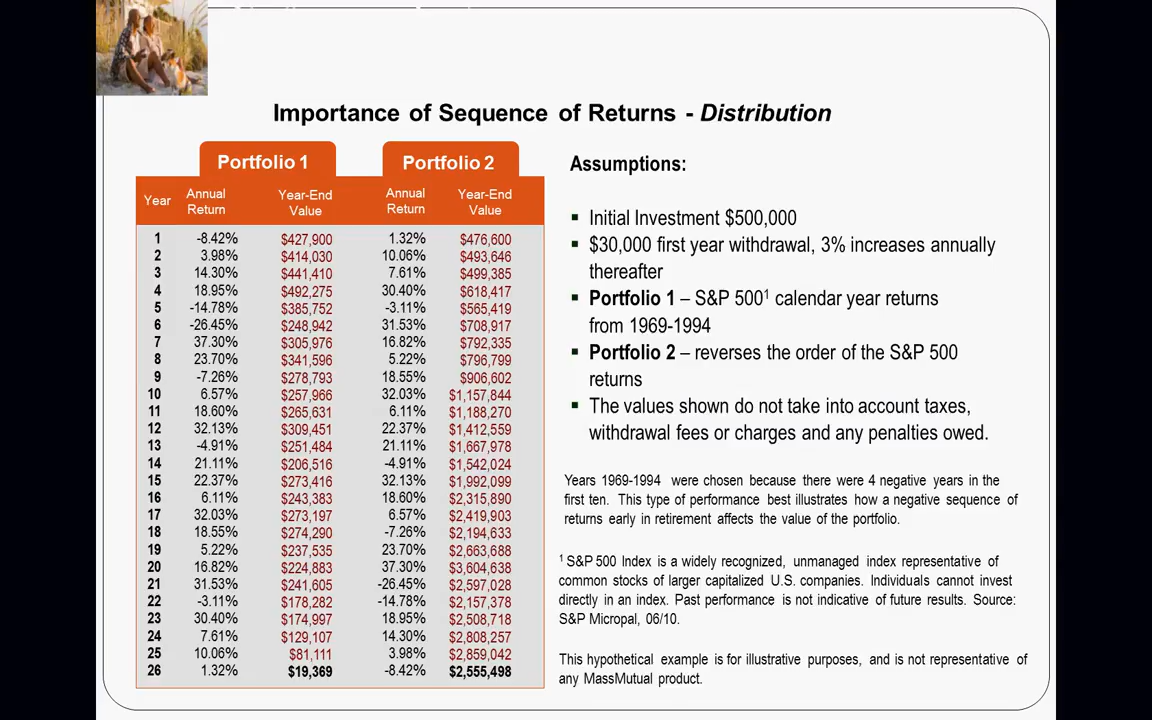 Importance of Sequence of Returns - Distribution
Portfolio 1 Portfolio 2
Year Annual Return Year-End Value Annual Return Year-End Value
1 -8.42% $427,900 1.32% $476,600
2 3.98% $414,030 10.06% $493,646
3 14.30% $441,410 7.61% $499,385
4 18.95% $492,275 30.40% $618,417
5 -14.78% $385,752 -3.11% $565,419
6 -26.45% $248,942 31.53% $708,917
7 37.30% $305,976 16.82% $792,335
8 23.70% $341,596 5.22% $796,799
9 -7.26% $278,793 18.55% $906,602
10 6.57% $257,966 32.03% $1,157,844
11 18.60% $265,631 6.11% $1,188,270
12 32.13% $309,451 22.37% $1,412,559
13 -4.91% $251,484 21.11% $1,667,978
14 21.11% $206,516 -4.91% $1,542,024
15 22.37% $273,416 32.13% $1,992,099
16 6.11% $243,383 18.60% $2,315,890
17 32.03% $273,197 6.57% $2,419,903
18 18.55% $274,290 -7.26% $2,194,633
19 5.22% $237,535 23.70% $2,663,688
20 16.82% $224,883 37.30% $3,604,638
21 31.53% $241,605 -26.45% $2,597,028
22 -3.11% $178,282 -14.78% $2,157,378
23 30.40% $174,997 18.95% $2,508,718
24 7.61% $129,107 14.30% $2,808,257
25 10.06% $81,111 3.98% $2,859,042
26 1.32% $19,369 -8.42% $2,555,498
Assumptions:
▪ Initial Investment $500,000
▪ $30,000 first year withdrawal, 3% increases annually
thereafter
▪ Portfolio 1 – S&P 500¹ calendar year returns
from 1969-1994
▪ Portfolio 2 – reverses the order of the S&P 500
returns
▪ The values shown do not take into account taxes,
withdrawal fees or charges and any penalties owed.
Years 1969-1994 were chosen because there were 4 negative years in the
first ten. This type of performance best illustrates how a negative sequence of
returns early in retirement affects the value of the portfolio.
¹ S&P 500 Index is a widely recognized, unmanaged index representative of
common stocks of larger capitalized U.S. companies. Individuals cannot invest
directly in an index. Past performance is not indicative of future results. Source:
S&P Micropal, 06/10.
This hypothetical example is for illustrative purposes, and is not representative of
any MassMutual product.